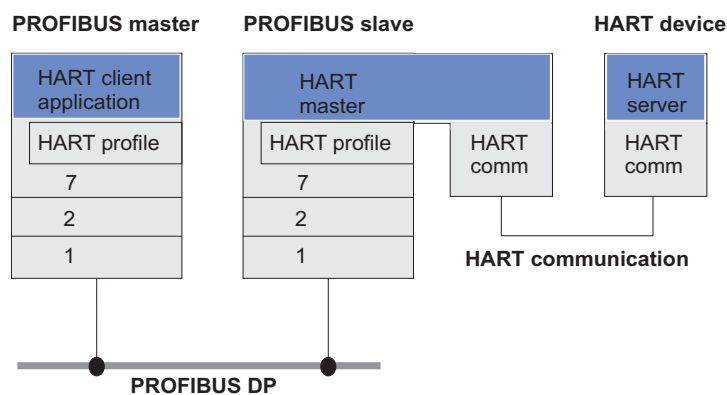 PROFIBUS master
PROFIBUS slave
HART device
HART client
application
HART
master
HART
server
HART profile
HART profile
HART
comm
HART
comm
7
7
2
2
1
1
HART communication
PROFIBUS DP